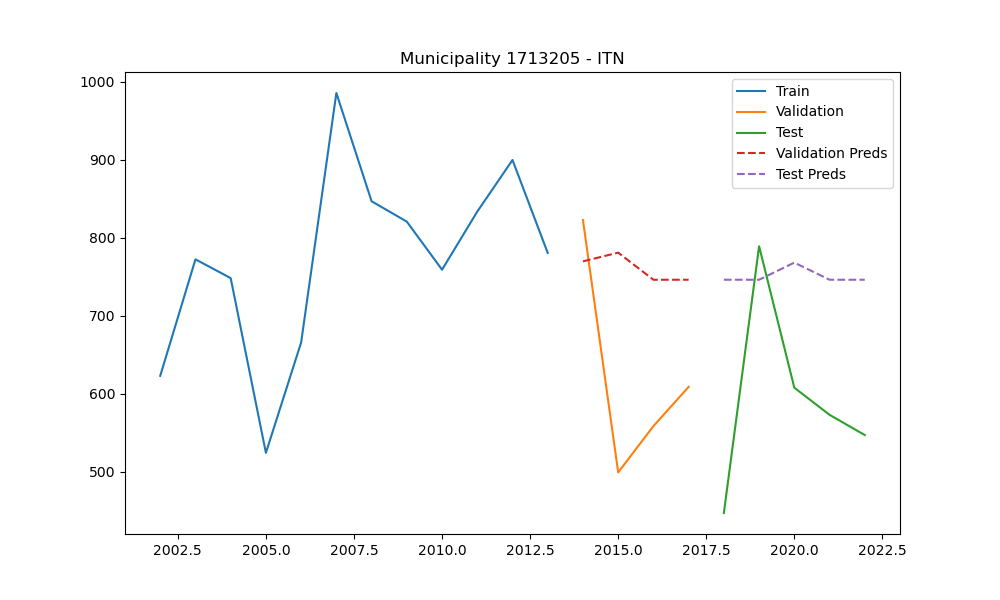 Municipality 1713205 - ITN
1000
900
800
700
600
500
2002.5 2005.0 2007.5 2010.0 2012.5 2015.0 2017.5 2020.0 2022.5
Train
Validation
Test
Validation Preds
Test Preds